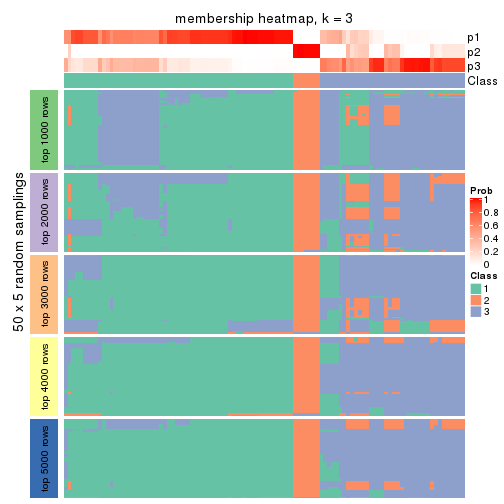 membership heatmap, k = 3
p1
p2
p3
Class
50 x 5 random samplings
top 1000 rows
top 2000 rows
top 3000 rows
top 4000 rows
top 5000 rows
Prob
1
0.8
0.6
0.4
0.2
0
Class
1
2
3